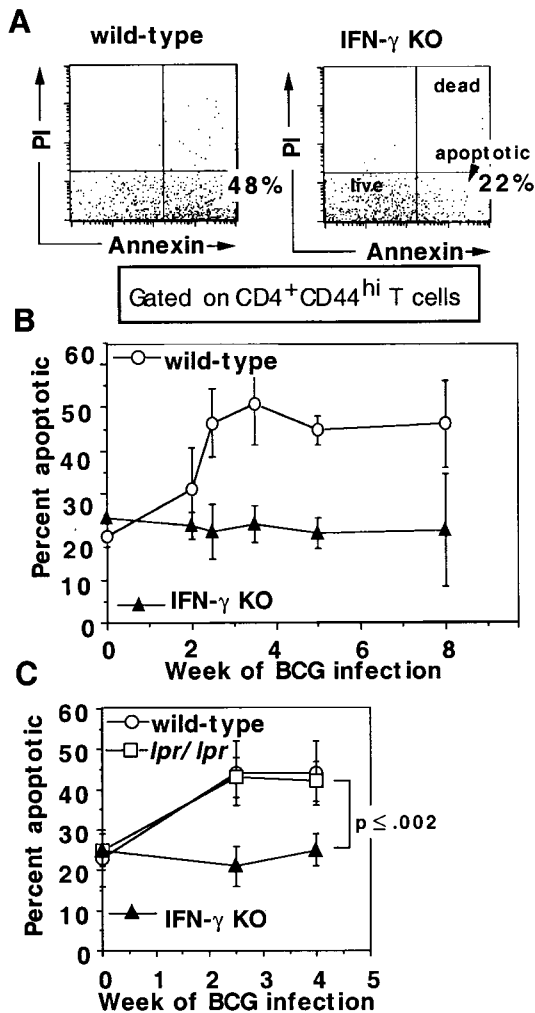 A
wild-type
IFN-γ KO
PI
48%
Annexin
PI
dead
apoptotic
live
22%
Annexin
Gated on CD4+CD44hi T cells
B
60
50
40
30
20
10
0
Percent apoptotic
wild-type
IFN-γ KO
0 2 4 6 8
Week of BCG infection
C
60
50
40
30
20
10
0
Percent apoptotic
wild-type
lpr/lpr
p ≤ .002
IFN-γ KO
0 1 2 3 4 5
Week of BCG infection